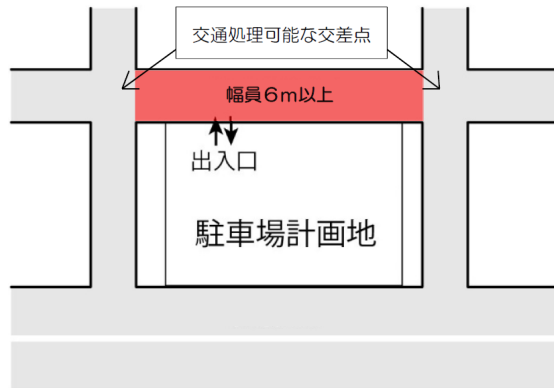 交通処理可能な交差点
幅員６ｍ以上
出入口
駐車場計画地